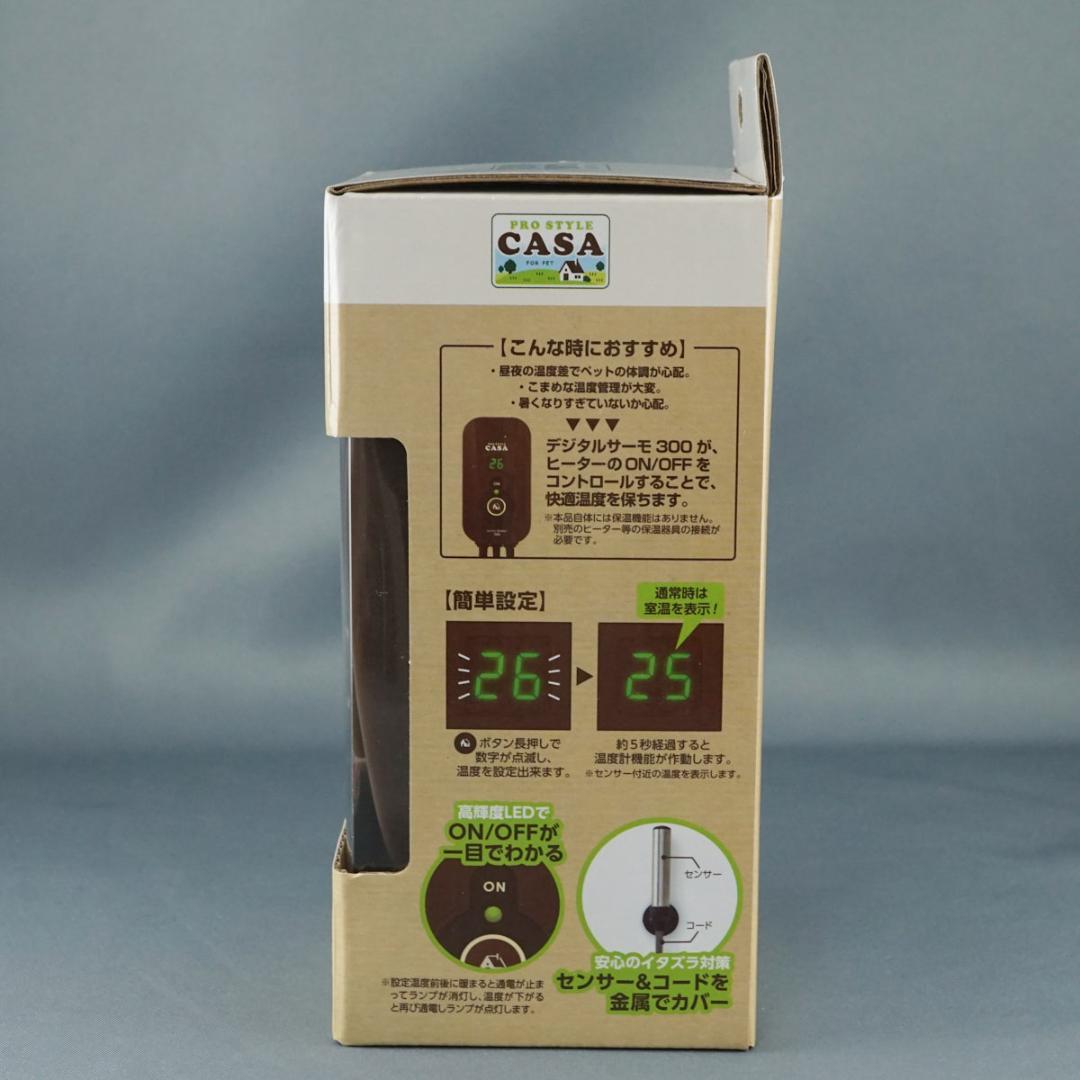 PRO STYLE
CASA
FOR PET
【こんな時におすすめ】
・昼夜の温度差でペットの体調が心配。
・こまめな温度管理が大変。
・暑くなりすぎていないか心配。
▼▼▼
CASA
26
ON
デジタルサーモ 300 が、
ヒーターの ON/OFF を
コントロールすることで、
快適温度を保ちます。
※本品自体には保温機能はありません。
別売のヒーター等の保温器具の接続が
必要です。
【簡単設定】
通常時は
室温を表示！
26
▶
25
ボタン長押しで
数字が点滅し、
温度を設定出来ます。
約５秒経過すると
温度計機能が作動します。
※センサー付近の温度を表示します。
高輝度LEDで
ON/OFFが
一目でわかる
ON
※設定温度前後に暖まると通電が止ま
ってランプが消灯し、温度が下がる
と再び通電しランプが点灯します。
センサー
コード
安心のイタズラ対策
センサー&コードを
金属でカバー